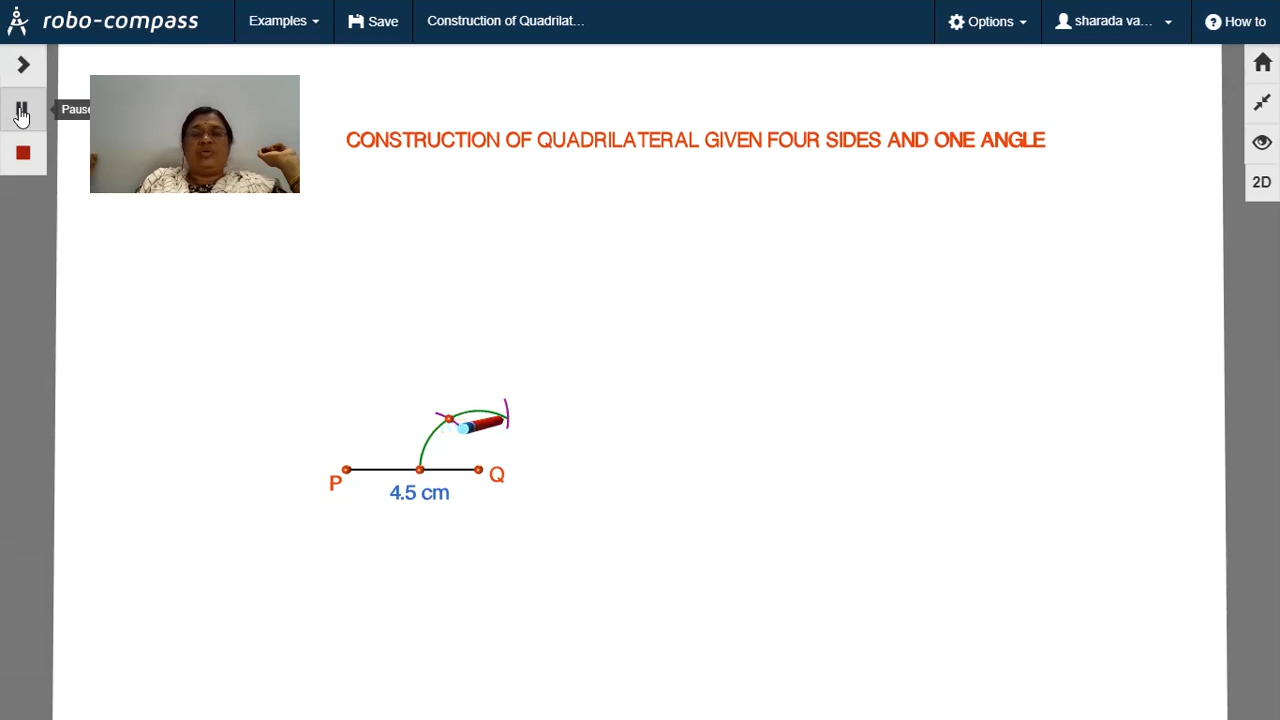 robo-compass
Examples
Save
Construction of Quadrilat...
Options
sharada va...
How to
Pause
2D
CONSTRUCTION OF QUADRILATERAL GIVEN FOUR SIDES AND ONE ANGLE
P
Q
4.5 cm